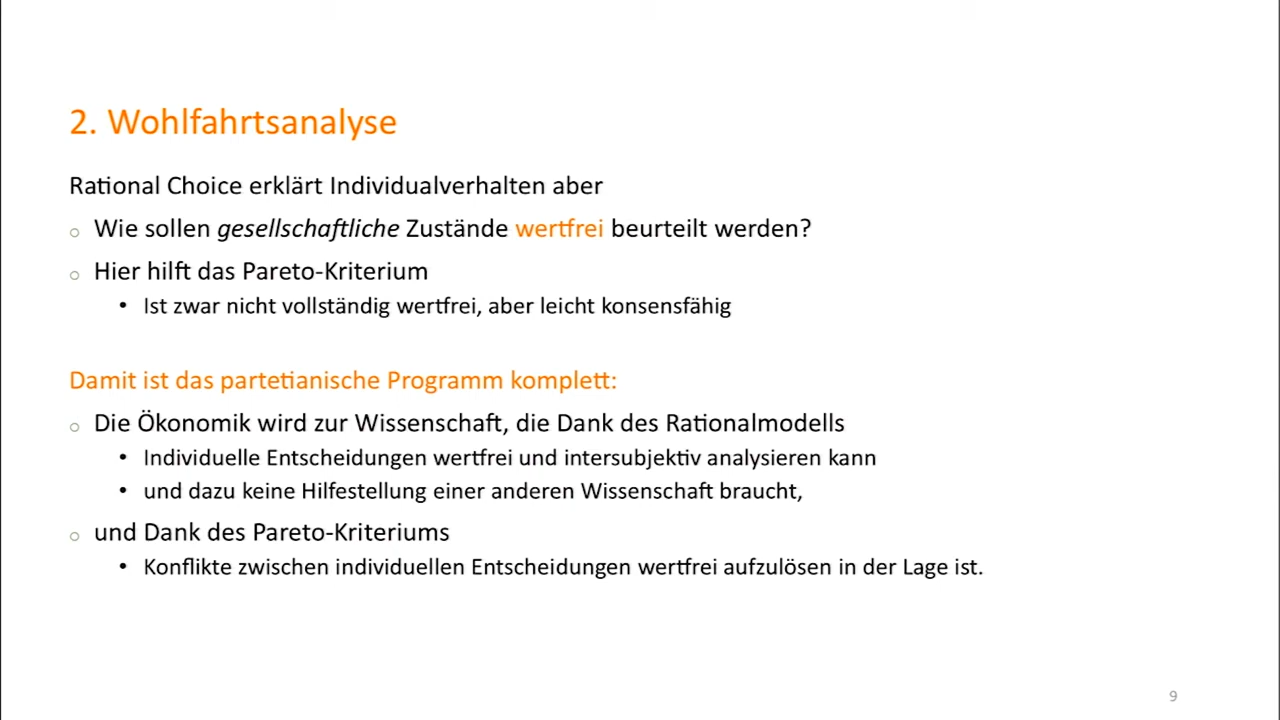 2. Wohlfahrtsanalyse
Rational Choice erklärt Individualverhalten aber
○ Wie sollen gesellschaftliche Zustände wertfrei beurteilt werden?
○ Hier hilft das Pareto-Kriterium
• Ist zwar nicht vollständig wertfrei, aber leicht konsensfähig
Damit ist das partetianische Programm komplett:
○ Die Ökonomik wird zur Wissenschaft, die Dank des Rationalmodells
• Individuelle Entscheidungen wertfrei und intersubjektiv analysieren kann
• und dazu keine Hilfestellung einer anderen Wissenschaft braucht,
○ und Dank des Pareto-Kriteriums
• Konflikte zwischen individuellen Entscheidungen wertfrei aufzulösen in der Lage ist.
9